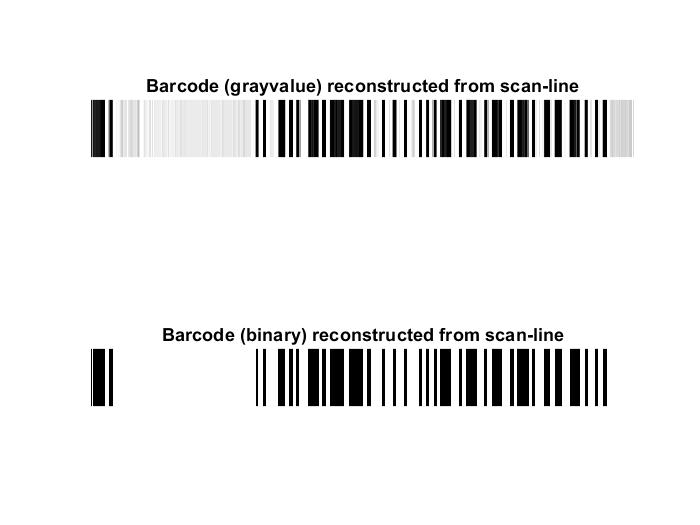 Barcode (grayvalue) reconstructed from scan-line
Barcode (binary) reconstructed from scan-line